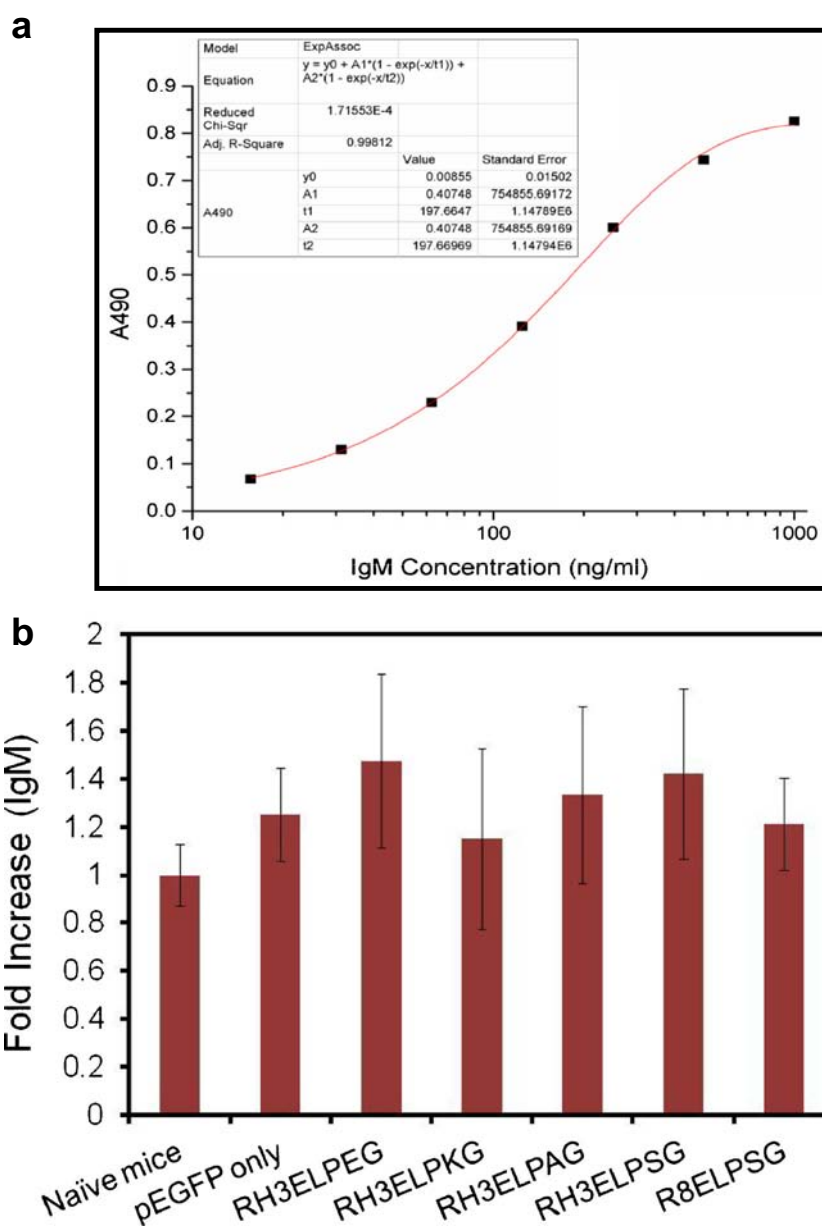 a
Model ExpAssoc
Equation y = y0 + A1*(1 - exp(-x/t1)) +
A2*(1 - exp(-x/t2))
Reduced
Chi-Sqr 1.71553E-4
Adj. R-Square 0.99812
Value Standard Error
y0 0.00855 0.01502
A1 0.40748 754855.69172
A490 t1 197.6647 1.14789E6
A2 0.40748 754855.69169
t2 197.66969 1.14794E6
0.9
0.8
0.7
0.6
0.5
0.4
0.3
0.2
0.1
0.0
A490
10 100 1000
IgM Concentration (ng/ml)
b
2
1.8
1.6
1.4
1.2
1
0.8
0.6
0.4
0.2
0
Fold Increase (IgM)
Naïve mice
pEGFP only
RH3ELPEG
RH3ELPKG
RH3ELPAG
RH3ELPSG
R8ELPSG